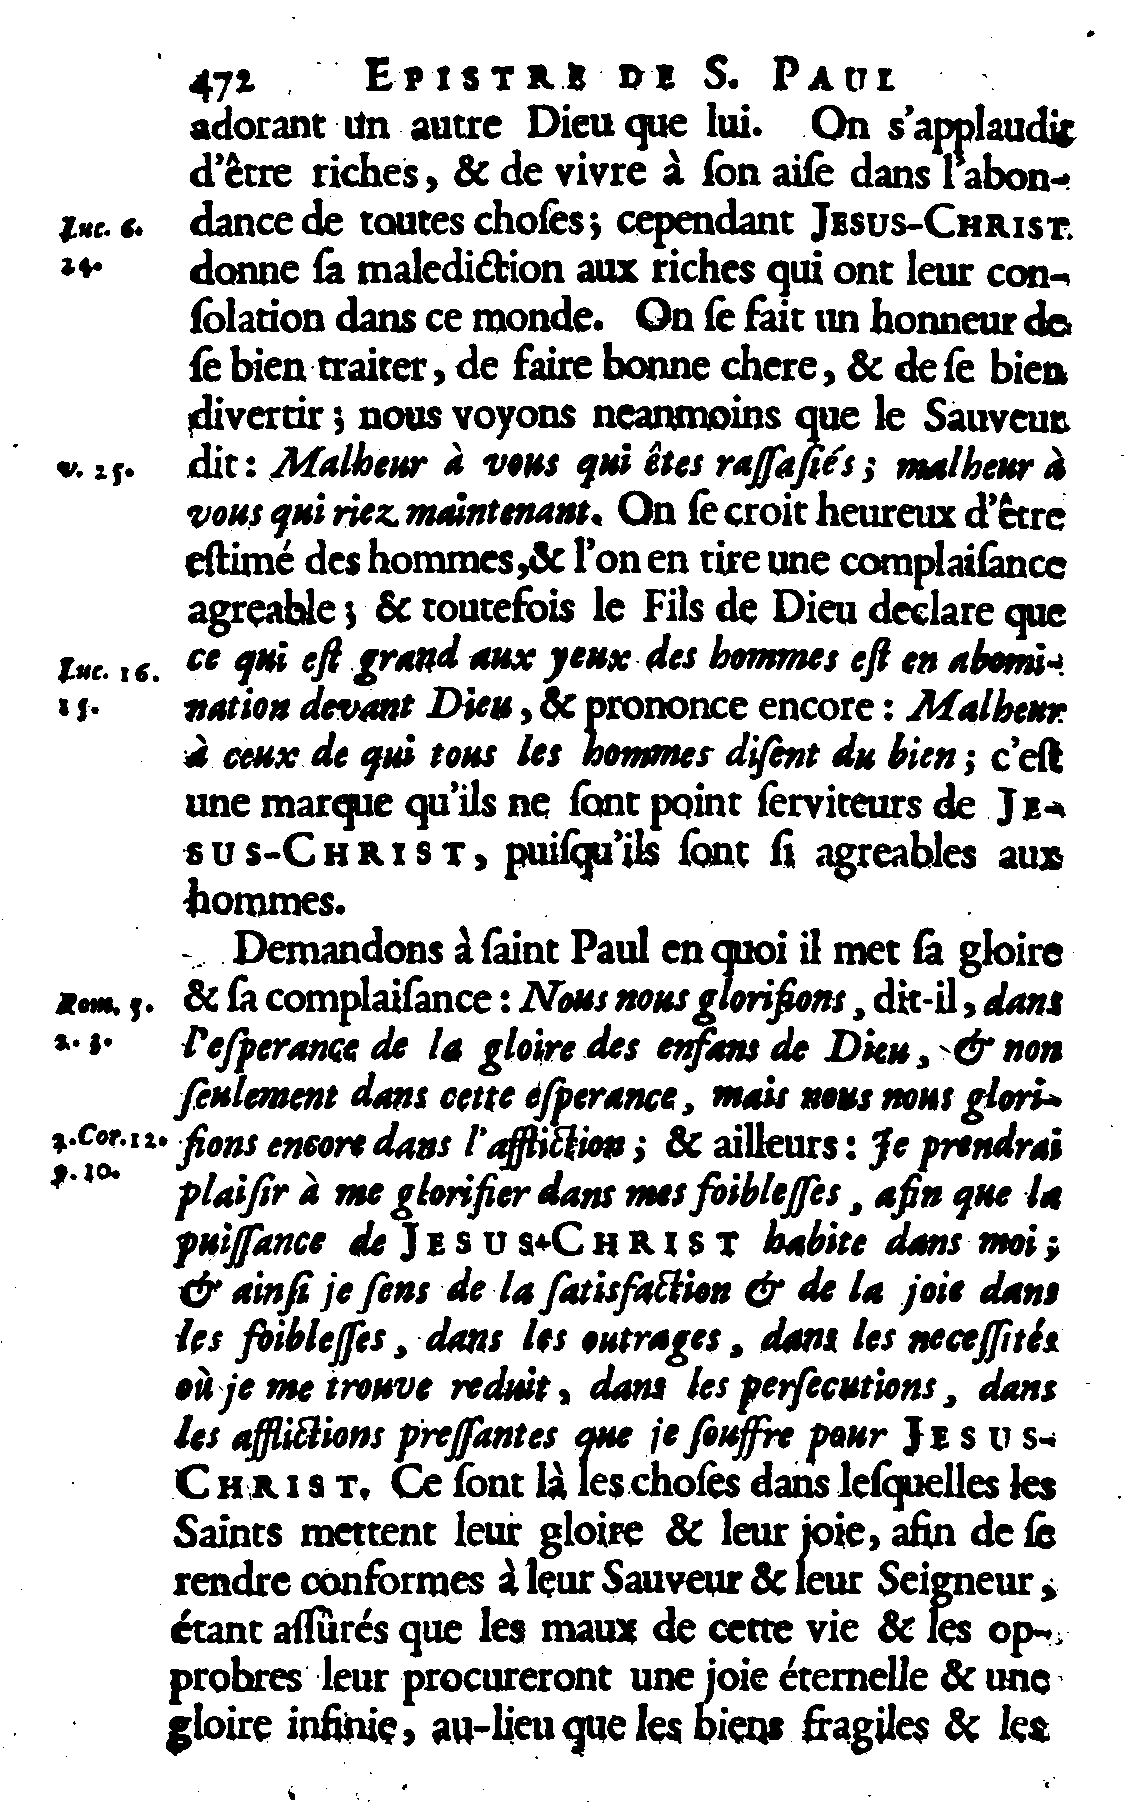 472 EPISTRE DE S. PAUL
adorant un autre Dieu que lui. On s'applaudit
d'être riches, & de vivre à ſon aiſe dans l'abon-
Luc. 6. dance de toutes choſes; cependant JESUS-CHRIST
24. donne ſa malediction aux riches qui ont leur con-
ſolation dans ce monde. On ſe fait un honneur de
ſe bien traiter, de faire bonne chere, & de ſe bien
divertir; nous voyons neanmoins que le Sauveur
v. 25. dit: Malheur à vous qui êtes raſſaſiés; malheur à
vous qui riez maintenant. On ſe croit heureux d'être
eſtimé des hommes, & l'on en tire une complaiſance
agreable; & toutefois le Fils de Dieu declare que
Luc. 16. ce qui eſt grand aux yeux des hommes eſt en abomi-
15. nation devant Dieu, & prononce encore: Malheur
à ceux de qui tous les hommes diſent du bien; c'eſt
une marque qu'ils ne ſont point ſerviteurs de JE-
SUS-CHRIST, puiſqu'ils ſont ſi agreables aux
hommes.
Demandons à ſaint Paul en quoi il met ſa gloire
Rom. 5. & ſa complaiſance: Nous nous glorifions, dit-il, dans
2. 3. l'eſperance de la gloire des enfans de Dieu, & non
ſeulement dans cette eſperance, mais nous nous glori-
2. Cor. 12. fions encore dans l'affliction; & ailleurs: Je prendrai
9. 10. plaiſir à me glorifier dans mes foibleſſes, afin que la
puiſſance de JESUS-CHRIST habite dans moi;
& ainſi je ſens de la ſatisfaction & de la joie dans
les foibleſſes, dans les outrages, dans les neceſſités
où je me trouve reduit, dans les perſecutions, dans
les afflictions preſſantes que je ſouffre pour JESUS-
CHRIST. Ce ſont là les choſes dans leſquelles les
Saints mettent leur gloire & leur joie, afin de ſe
rendre conformes à leur Sauveur & leur Seigneur,
étant aſſûrés que les maux de cette vie & les op-
probres leur procureront une joie éternelle & une
gloire infinie, au-lieu que les biens fragiles & les